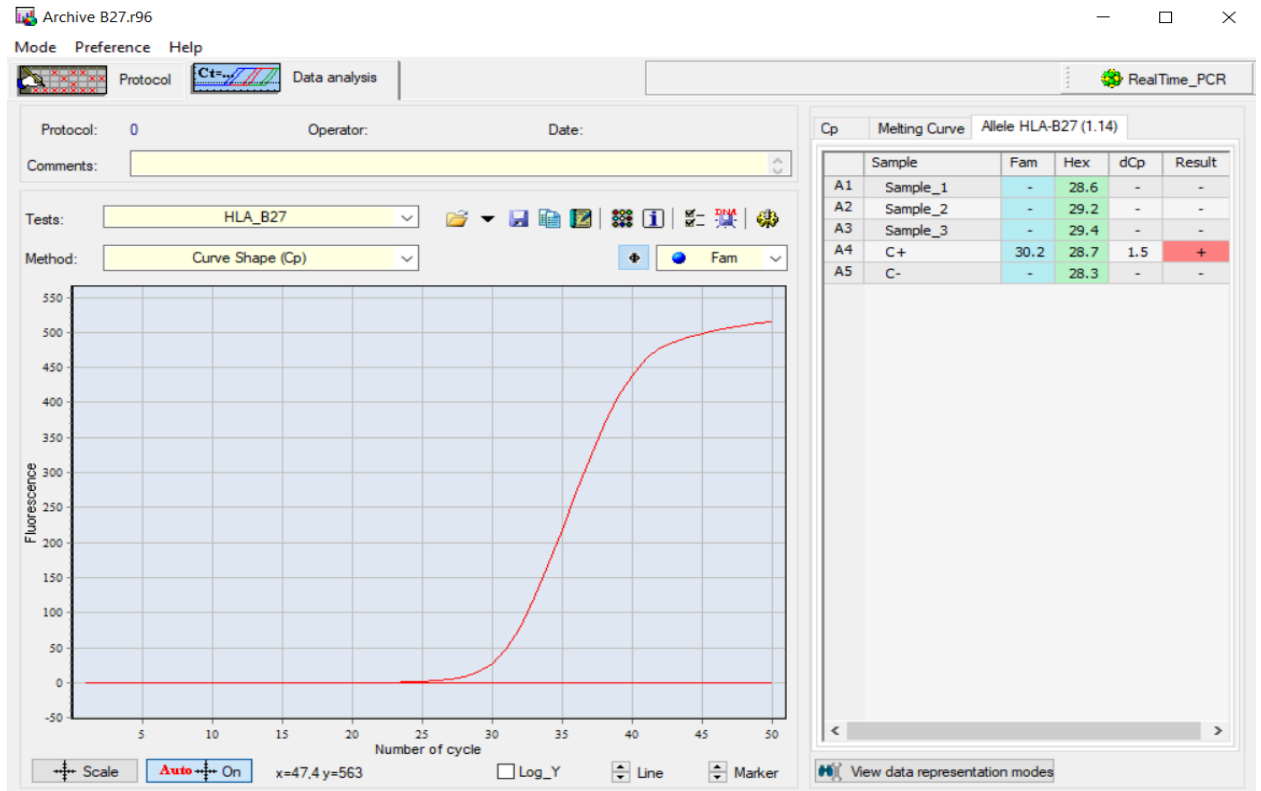 Archive B27.r96
Mode Preference Help
Protocol
Ct=... Data analysis
RealTime_PCR
Protocol: 0 Operator: Date:
Comments:
Tests: HLA_B27
DNA
Method: Curve Shape (Cp)
Fam
550
500
450
400
350
300
250
200
150
100
50
0
-50
Fluorescence
5 10 15 20 25 30 35 40 45 50
Number of cycle
Scale Auto On x=47,4 y=563 Log_Y Line Marker
Cp Melting Curve Allele HLA-B27 (1.14)
Sample Fam Hex dCp Result
A1 Sample_1 - 28.6 - -
A2 Sample_2 - 29.2 - -
A3 Sample_3 - 29.4 - -
A4 C+ 30.2 28.7 1.5 +
A5 C- - 28.3 - -
View data representation modes